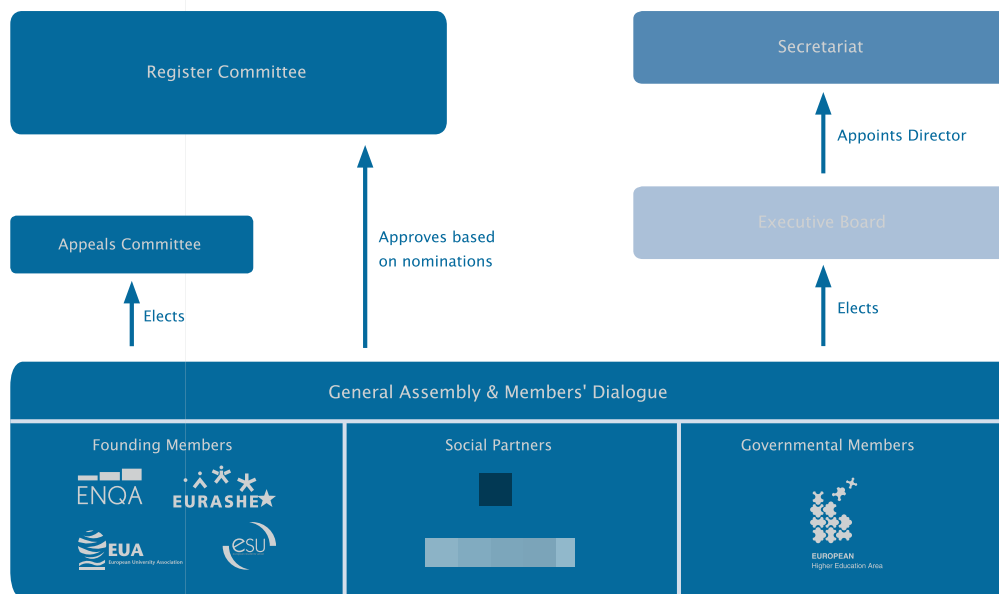 Register Committee
Secretariat
Appoints Director
Executive Board
Appeals Committee
Approves based
on nominations
Elects
Elects
General Assembly & Members' Dialogue
Founding Members
Social Partners
Governmental Members
ENQA
EURASHE
EUA
European University Association
esu
EUROPEAN
Higher Education Area